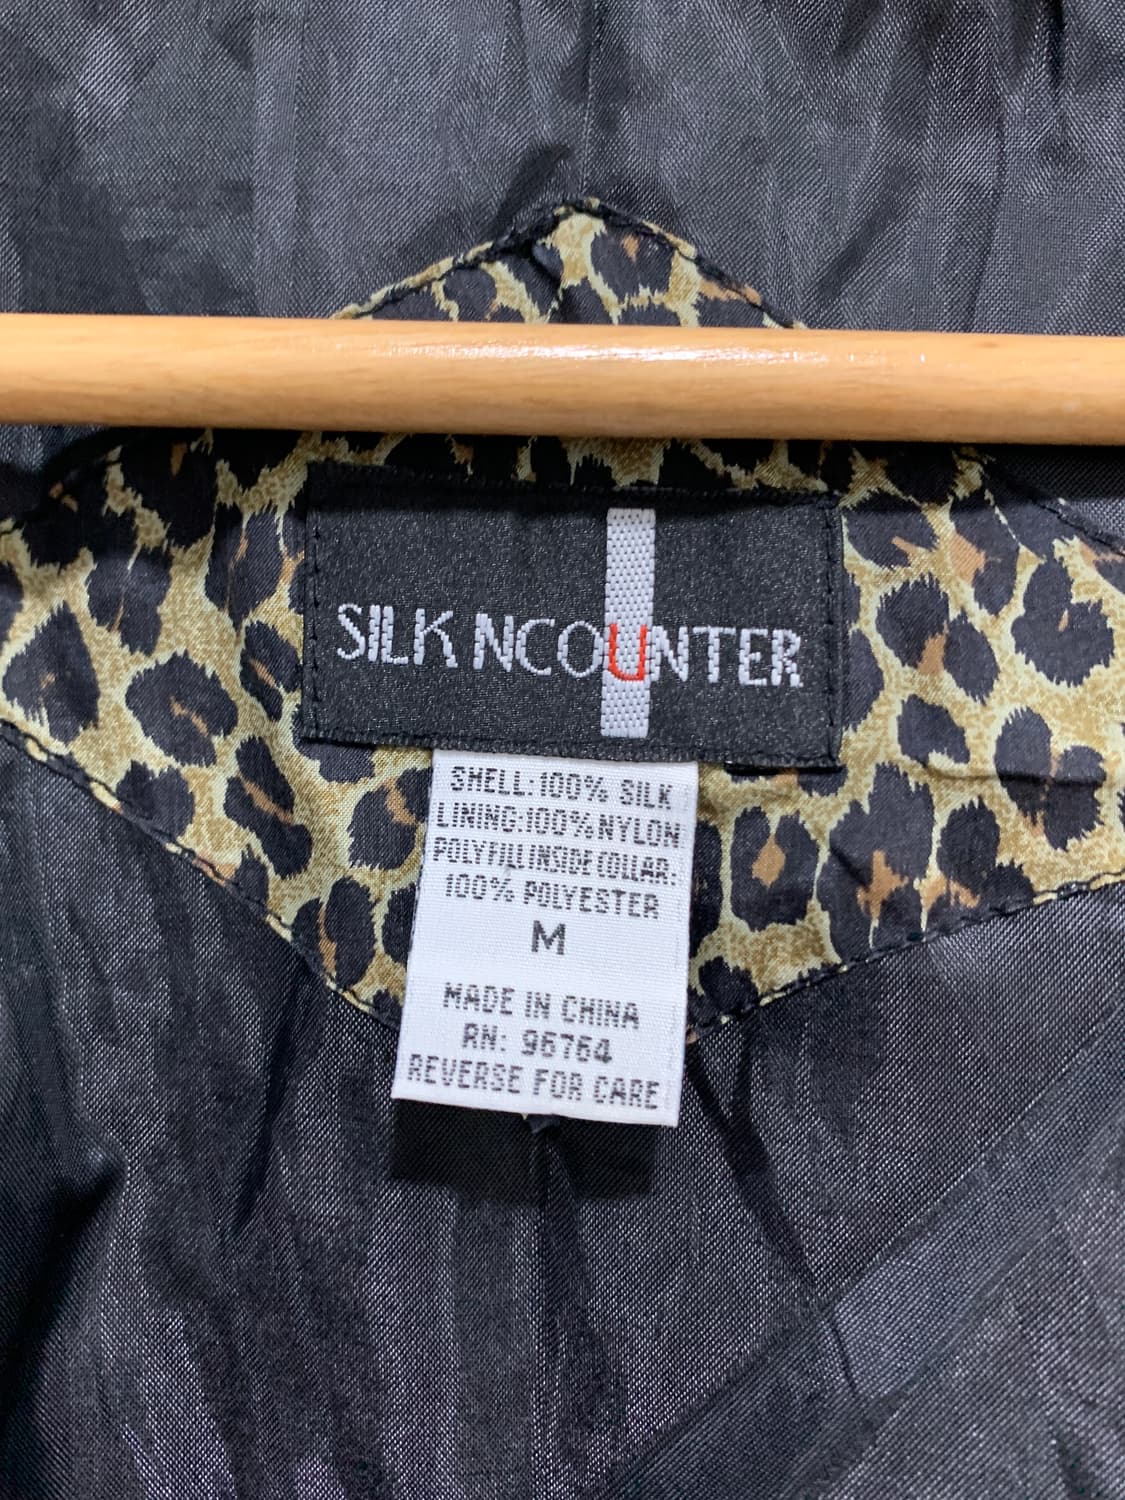 SILK NCOUNTER
SHELL: 100% SILK
LINING: 100% NYLON
POLYFILL INSIDE COLLAR:
100% POLYESTER
M
MADE IN CHINA
RN: 96764
REVERSE FOR CARE